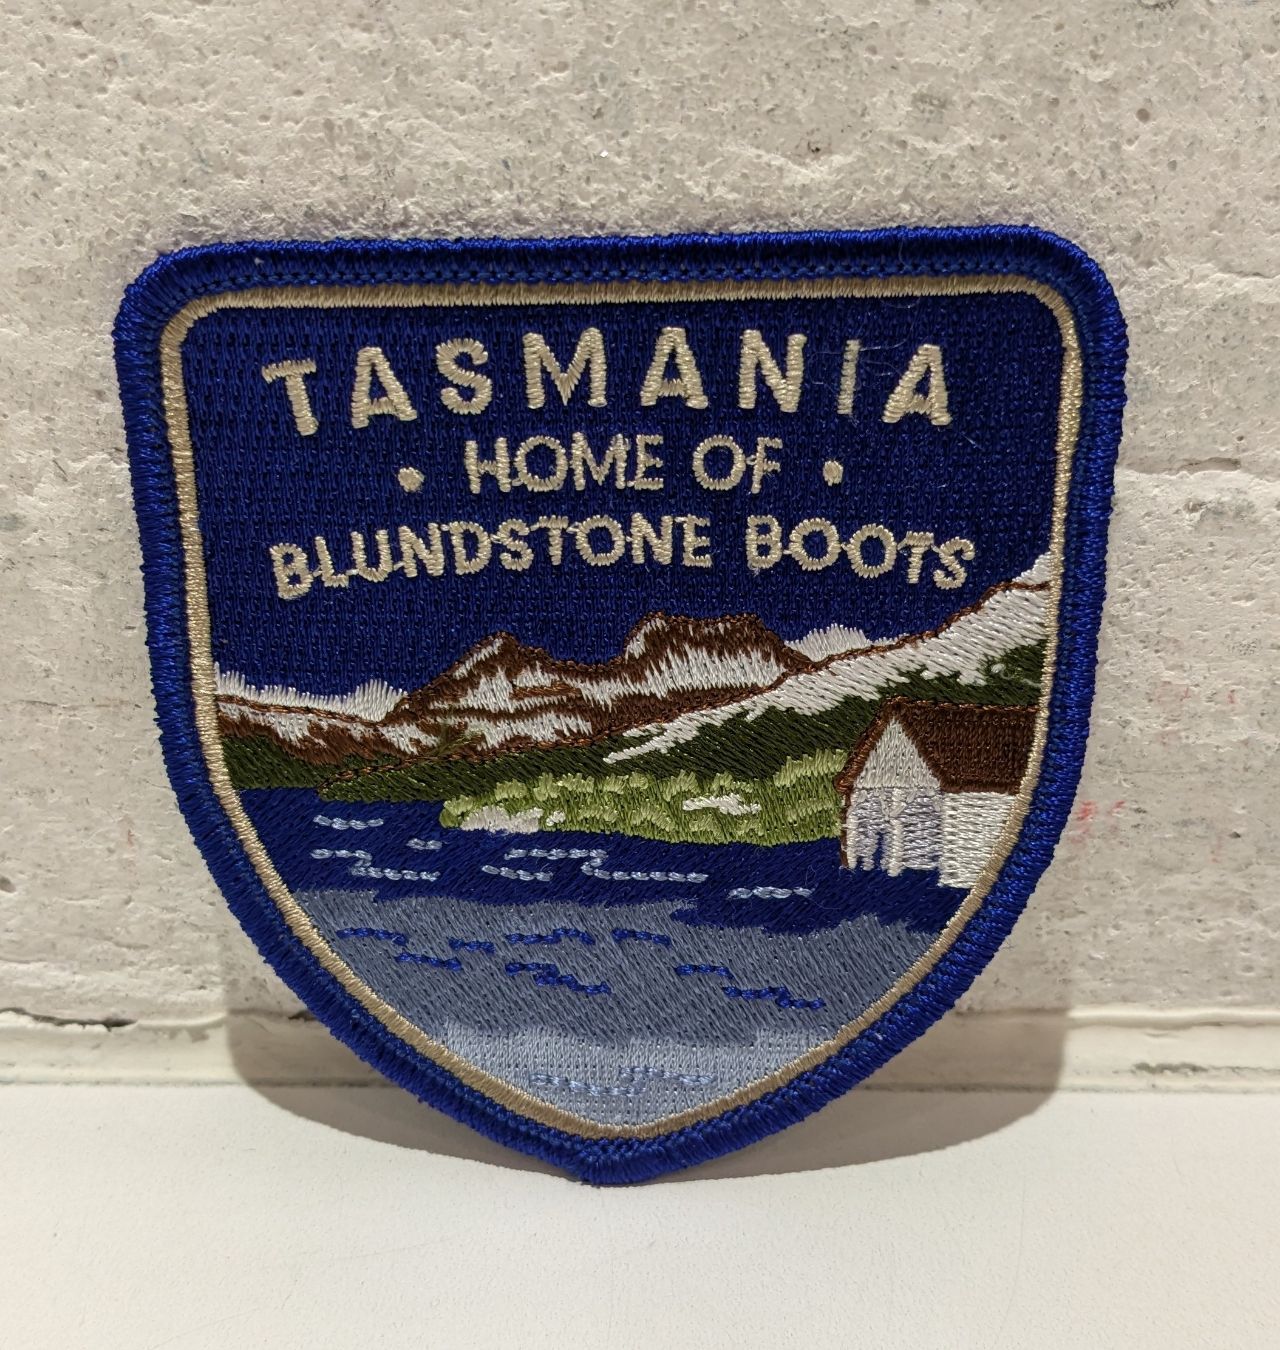 TASMANIA
• HOME OF •
BLUNDSTONE BOOTS